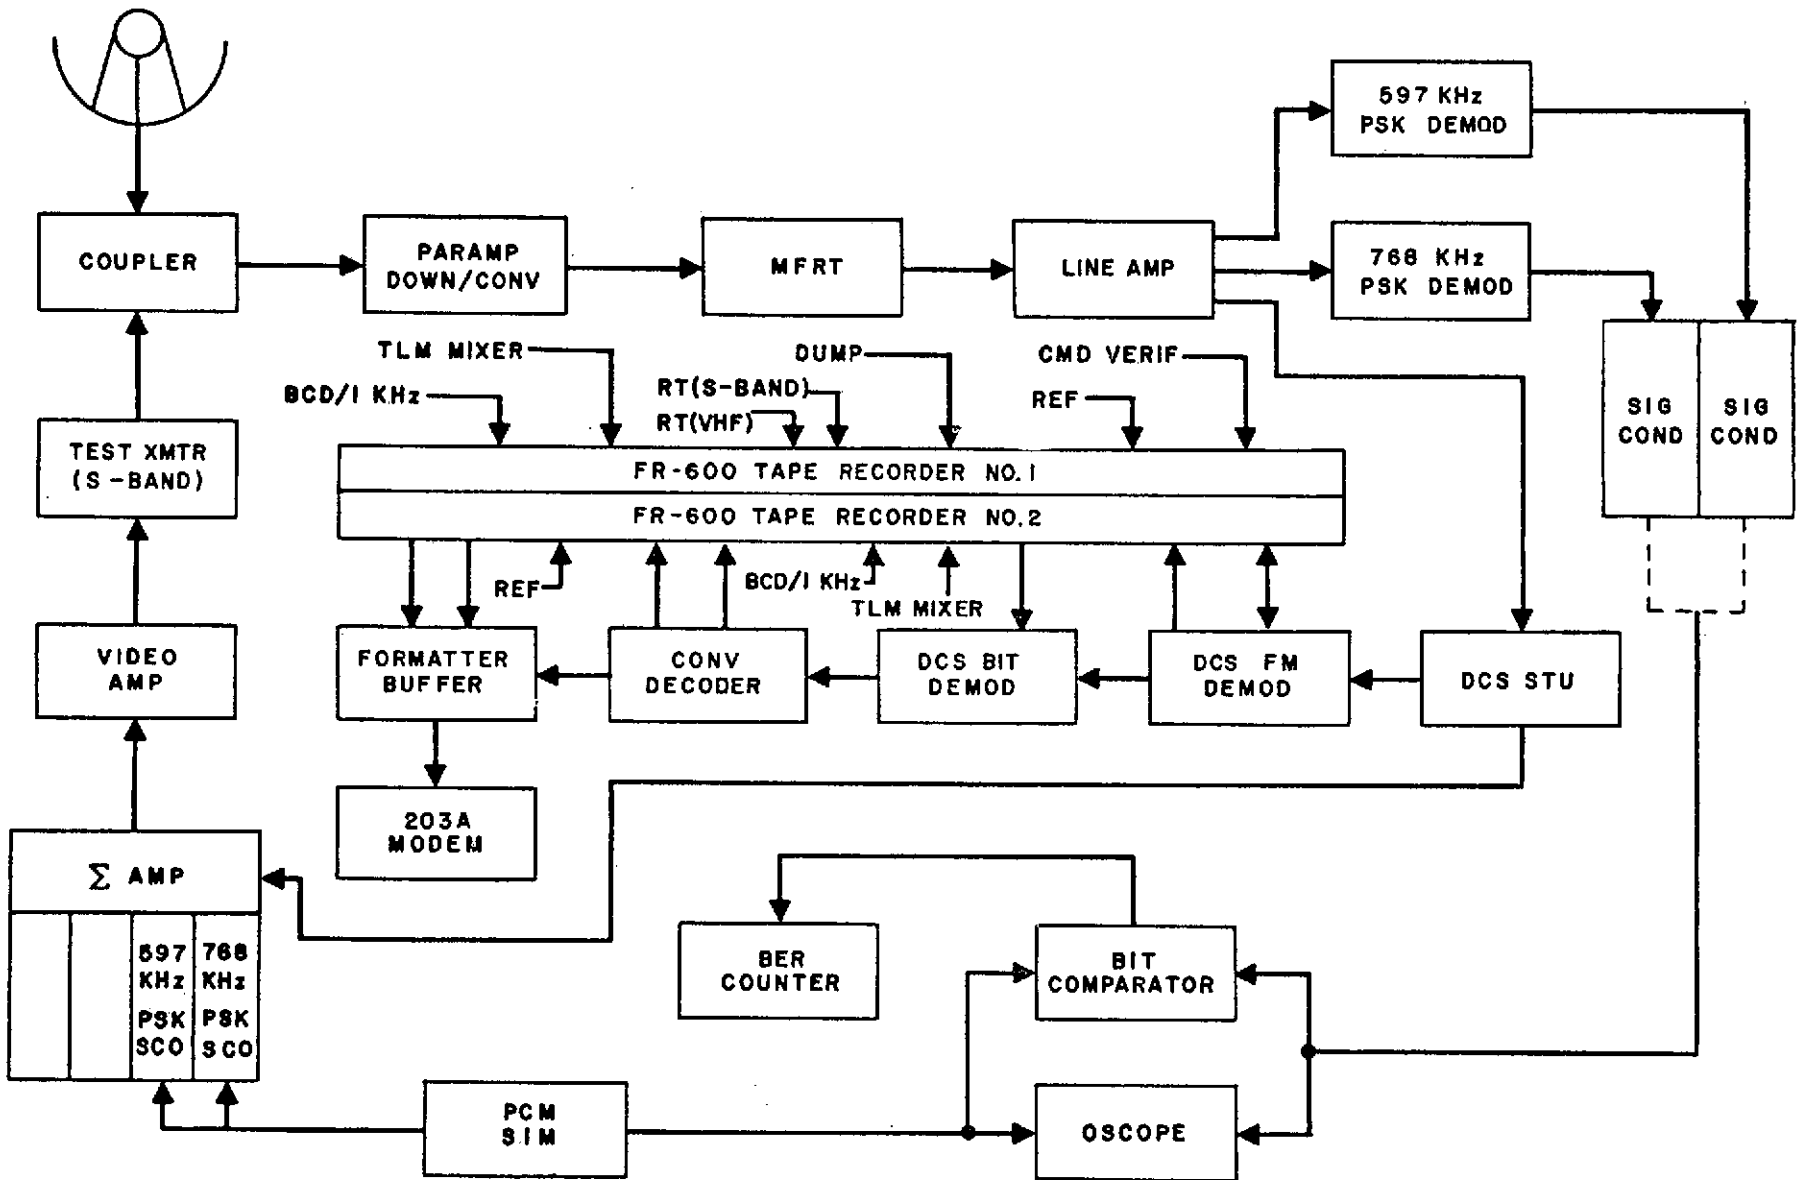 597 KHz
PSK DEMOD
COUPLER
PARAMP
DOWN/CONV
MFRT
LINE AMP
768 KHz
PSK DEMOD
TLM MIXER
DUMP
CMD VERIF
BCD/1 KHz
RT(S-BAND)
RT(VHF)
REF
SIG
COND
SIG
COND
TEST XMTR
(S-BAND)
FR-600 TAPE RECORDER NO.1
FR-600 TAPE RECORDER NO.2
REF
BCD/1 KHz
TLM MIXER
VIDEO
AMP
FORMATTER
BUFFER
CONV
DECODER
DCS BIT
DEMOD
DCS FM
DEMOD
DCS STU
203A
MODEM
Σ AMP
597
KHz
PSK
SCO
768
KHz
PSK
SCO
BER
COUNTER
BIT
COMPARATOR
PCM
SIM
OSCOPE